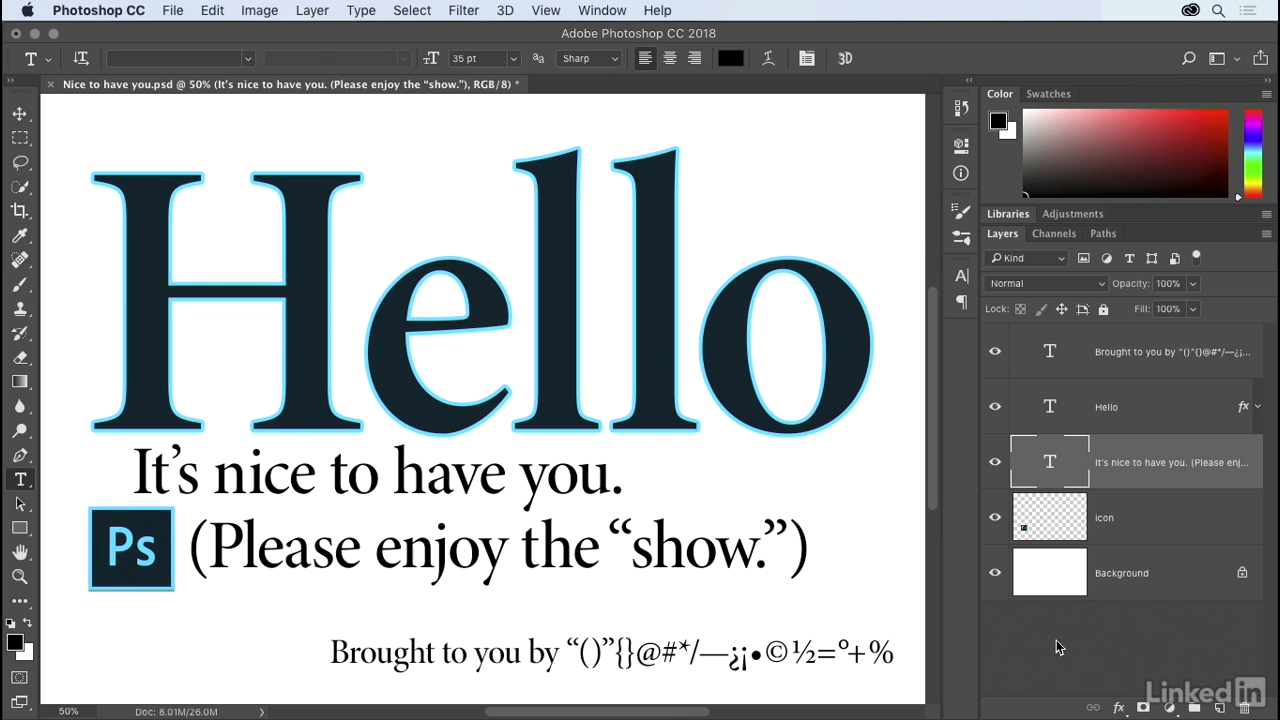 Photoshop CC File Edit Image Layer Type Select Filter 3D View Window Help
Adobe Photoshop CC 2018
T 35 pt Sharp 3D
Nice to have you.psd @ 50% (It's nice to have you. (Please enjoy the “show.”), RGB/8) *
Color Swatches
Libraries Adjustments
Layers Channels Paths
Kind
Normal Opacity: 100%
Lock: Fill: 100%
Brought to you by “()”{}@#*/—¿¡...
Hello fx
It's nice to have you. (Please enj...
icon
Background
Hello
It’s nice to have you.
Ps (Please enjoy the “show.”)
Brought to you by “()”{}@#*/—¿¡•©½=°+%
50% Doc: 8.01M/26.0M
fx
Linked in